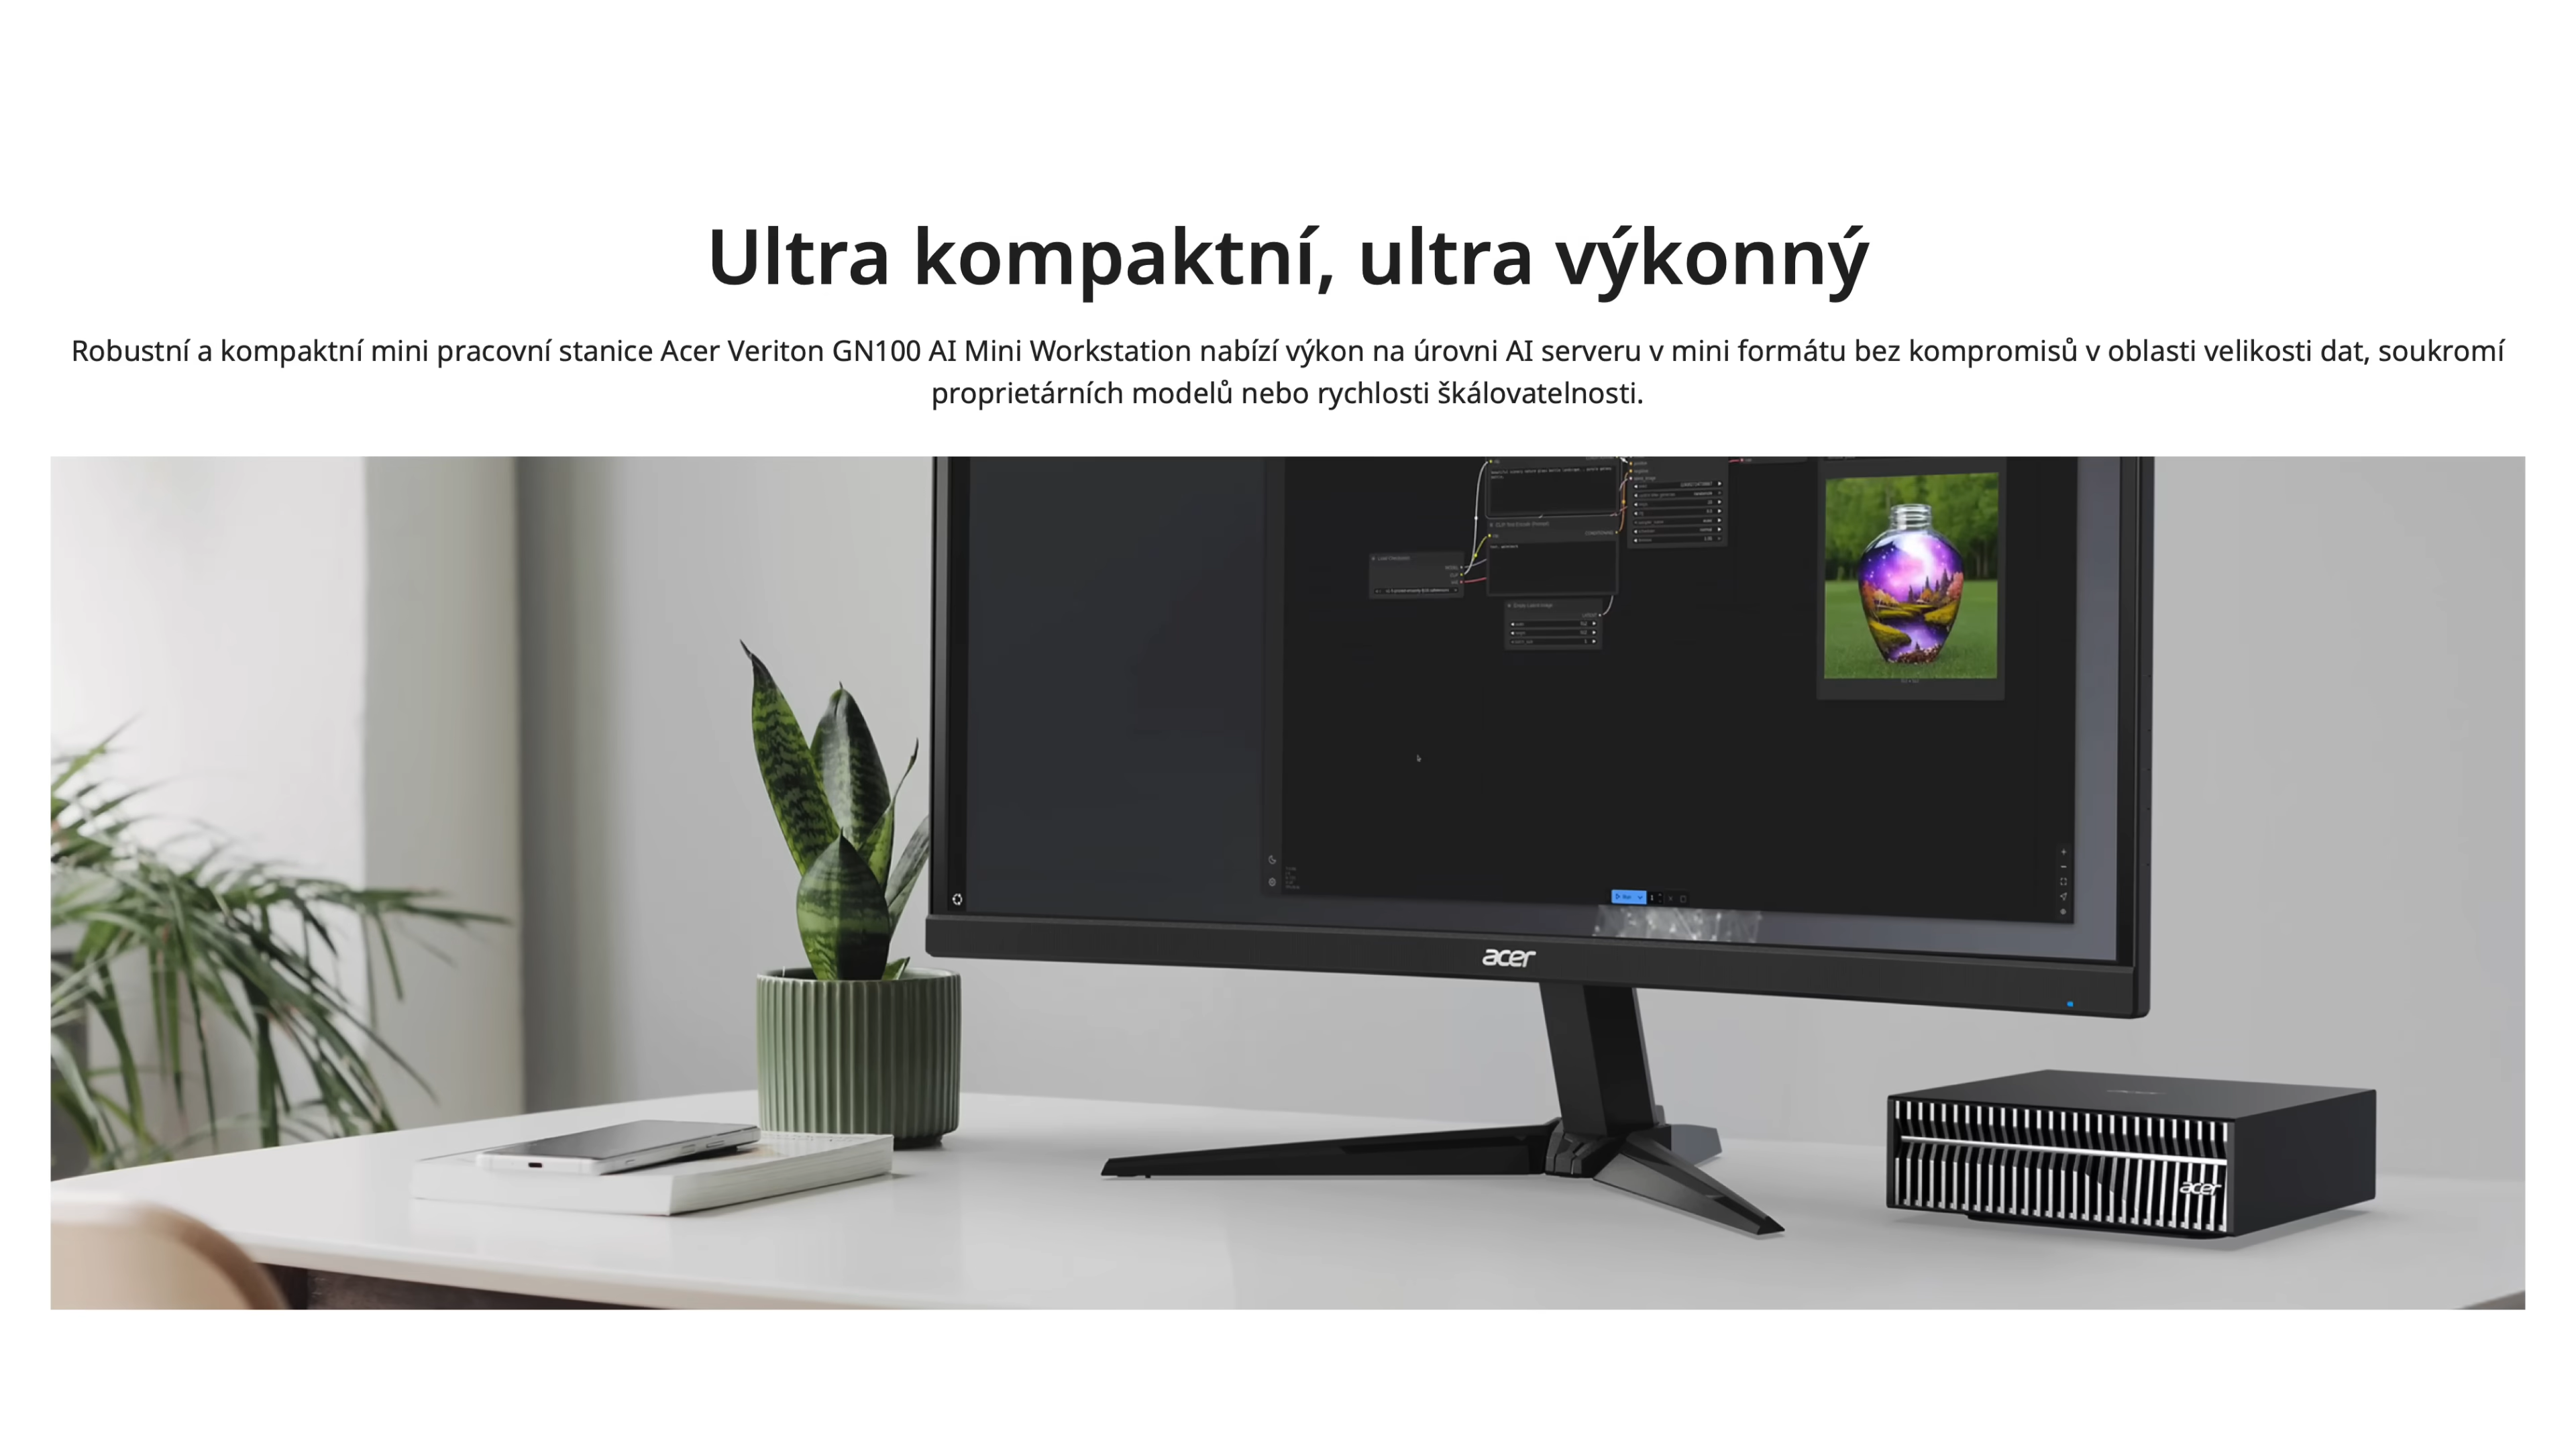 Ultra kompaktní, ultra výkonný
Robustní a kompaktní mini pracovní stanice Acer Veriton GN100 AI Mini Workstation nabízí výkon na úrovni AI serveru v mini formátu bez kompromisů v oblasti velikosti dat, soukromí
proprietárních modelů nebo rychlosti škálovatelnosti.
acer
acer